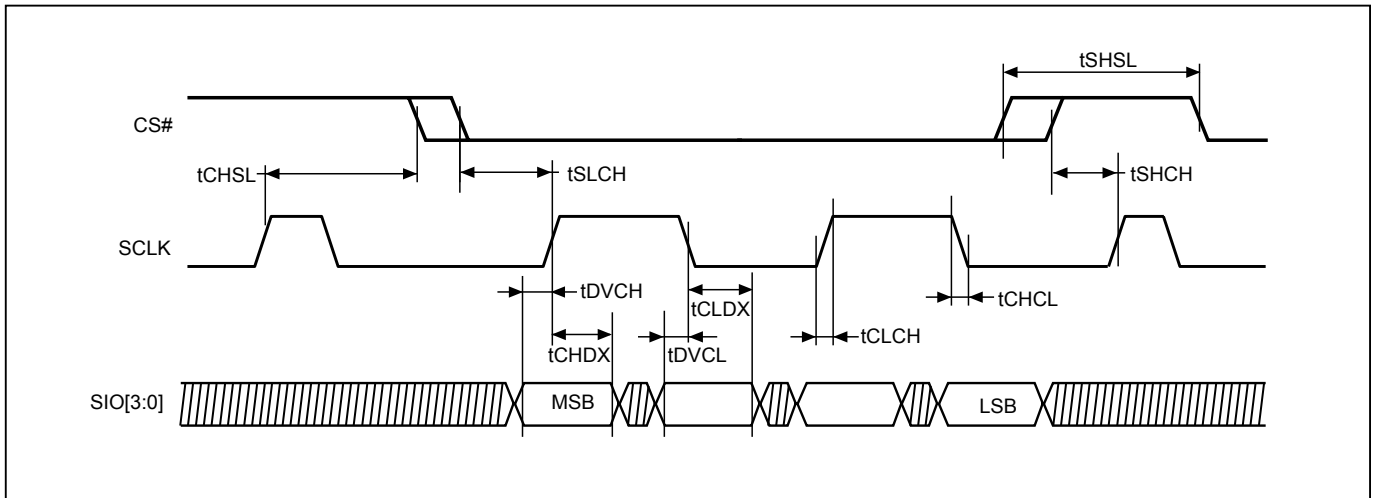 tSHSL
CS#
tCHSL
tSLCH
tSHCH
SCLK
tDVCH
tCLDX
tCHCL
tCHDX
tDVCL
tCLCH
SIO[3:0]
MSB
LSB